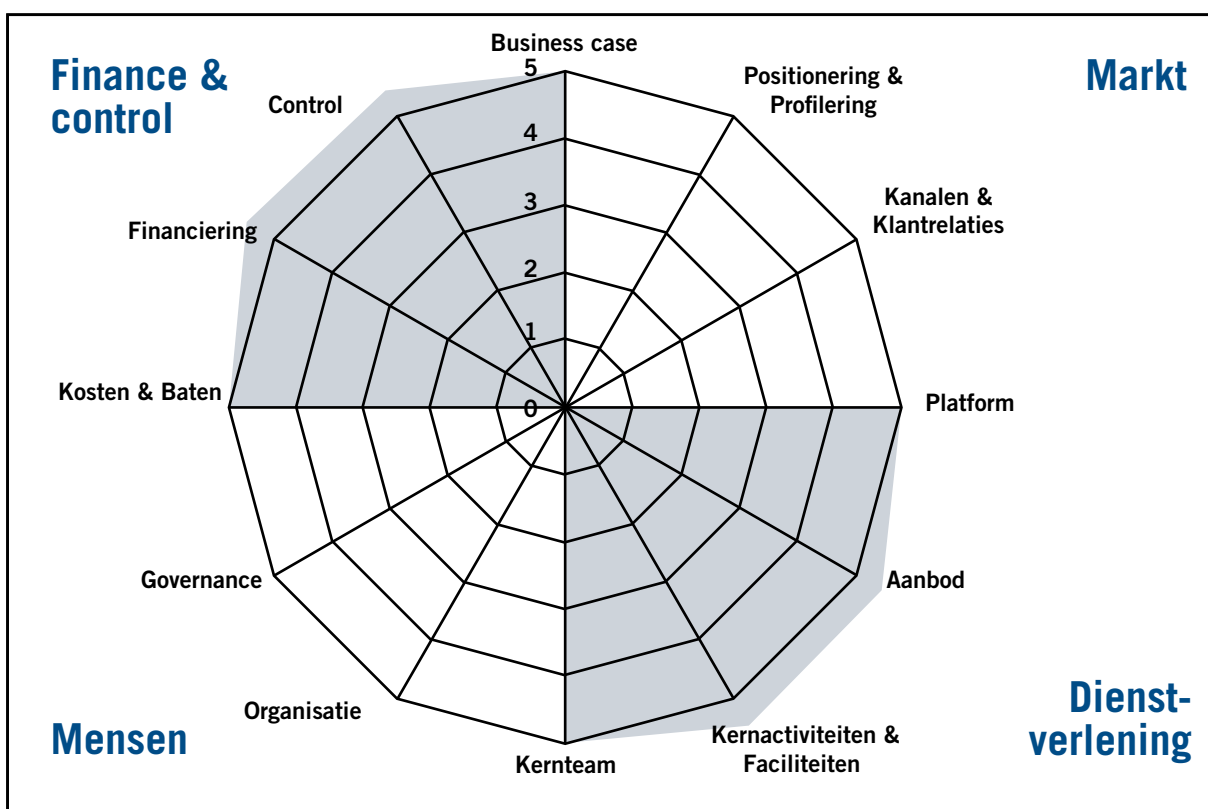 Finance &
control
Markt
Business case
Positionering &
Profilering
Kanalen &
Klantrelaties
Platform
Aanbod
Kernactiviteiten &
Faciliteiten
Kernteam
Organisatie
Governance
Kosten & Baten
Financiering
Control
5
4
3
2
1
0
Mensen
Dienst-
verlening